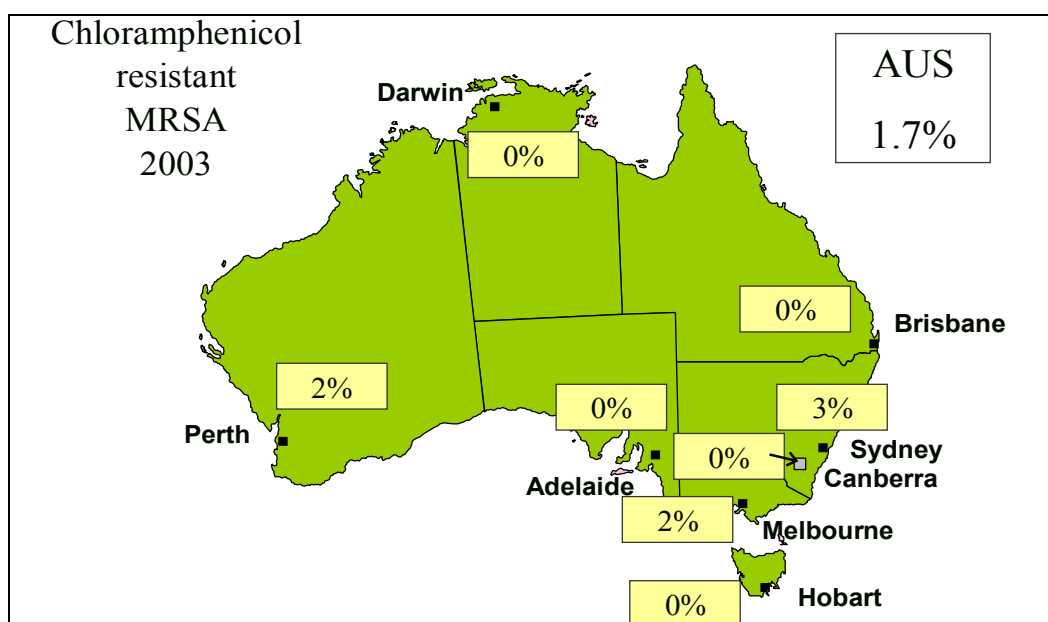 Chloramphenicol
resistant
MRSA
2003
AUS
1.7%
Darwin
0%
0%
Brisbane
2%
Perth
0%
Adelaide
3%
Sydney
0%
Canberra
2%
Melbourne
0%
Hobart